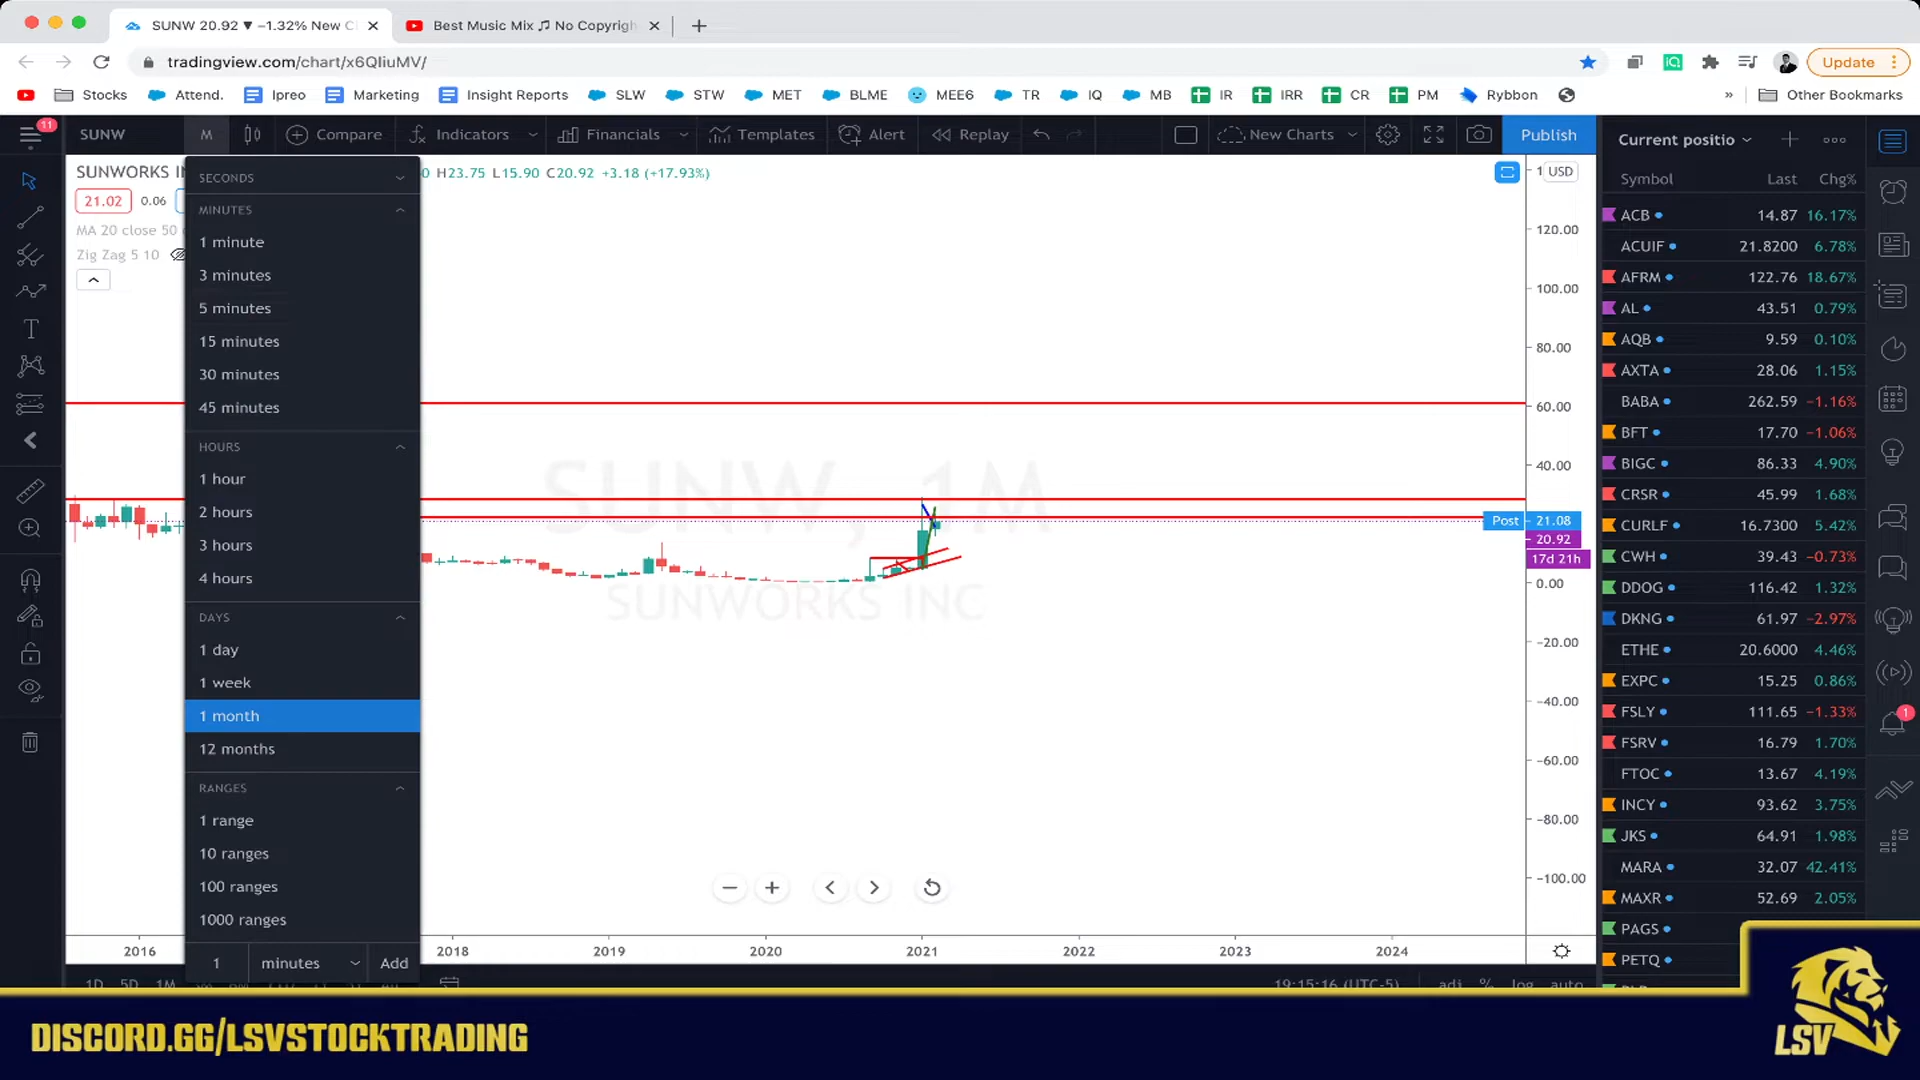 SUNW 20.92 ▼ −1.32% New C
Best Music Mix ♫ No Copyrigh
tradingview.com/chart/x6QIiuMV/
Update
Stocks
Attend.
Ipreo
Marketing
Insight Reports
SLW
STW
MET
BLME
MEE6
TR
IQ
MB
IR
IRR
CR
PM
Rybbon
»
Other Bookmarks
11
SUNW
M
Compare
Indicators
Financials
Templates
Alert
Replay
New Charts
Publish
SUNWORKS IN
0 H23.75 L15.90 C20.92 +3.18 (+17.93%)
21.02
0.06
MA 20 close 50
Zig Zag 5 10
SECONDS
MINUTES
1 minute
3 minutes
5 minutes
15 minutes
30 minutes
45 minutes
HOURS
1 hour
2 hours
3 hours
4 hours
DAYS
1 day
1 week
1 month
12 months
RANGES
1 range
10 ranges
100 ranges
1000 ranges
1 minutes Add
SUNW, 1M
SUNWORKS INC
USD
120.00
100.00
80.00
60.00
40.00
Post 21.08
20.92
17d 21h
0.00
−20.00
−40.00
−60.00
−80.00
−100.00
2016
2018
2019
2020
2021
2022
2023
2024
1D 5D 1M
19:15:16 (UTC-5)
adj % log auto
Current positio
Symbol Last Chg%
ACB 14.87 16.17%
ACUIF 21.8200 6.78%
AFRM 122.76 18.67%
AL 43.51 0.79%
AQB 9.59 0.10%
AXTA 28.06 1.15%
BABA 262.59 −1.16%
BFT 17.70 −1.06%
BIGC 86.33 4.90%
CRSR 45.99 1.68%
CURLF 16.7300 5.42%
CWH 39.43 −0.73%
DDOG 116.42 1.32%
DKNG 61.97 −2.97%
ETHE 20.6000 4.46%
EXPC 15.25 0.86%
FSLY 111.65 −1.33%
FSRV 16.79 1.70%
FTOC 13.67 4.19%
INCY 93.62 3.75%
JKS 64.91 1.98%
MARA 32.07 42.41%
MAXR 52.69 2.05%
PAGS
PETQ
1
DISCORD.GG/LSVSTOCKTRADING
LSV